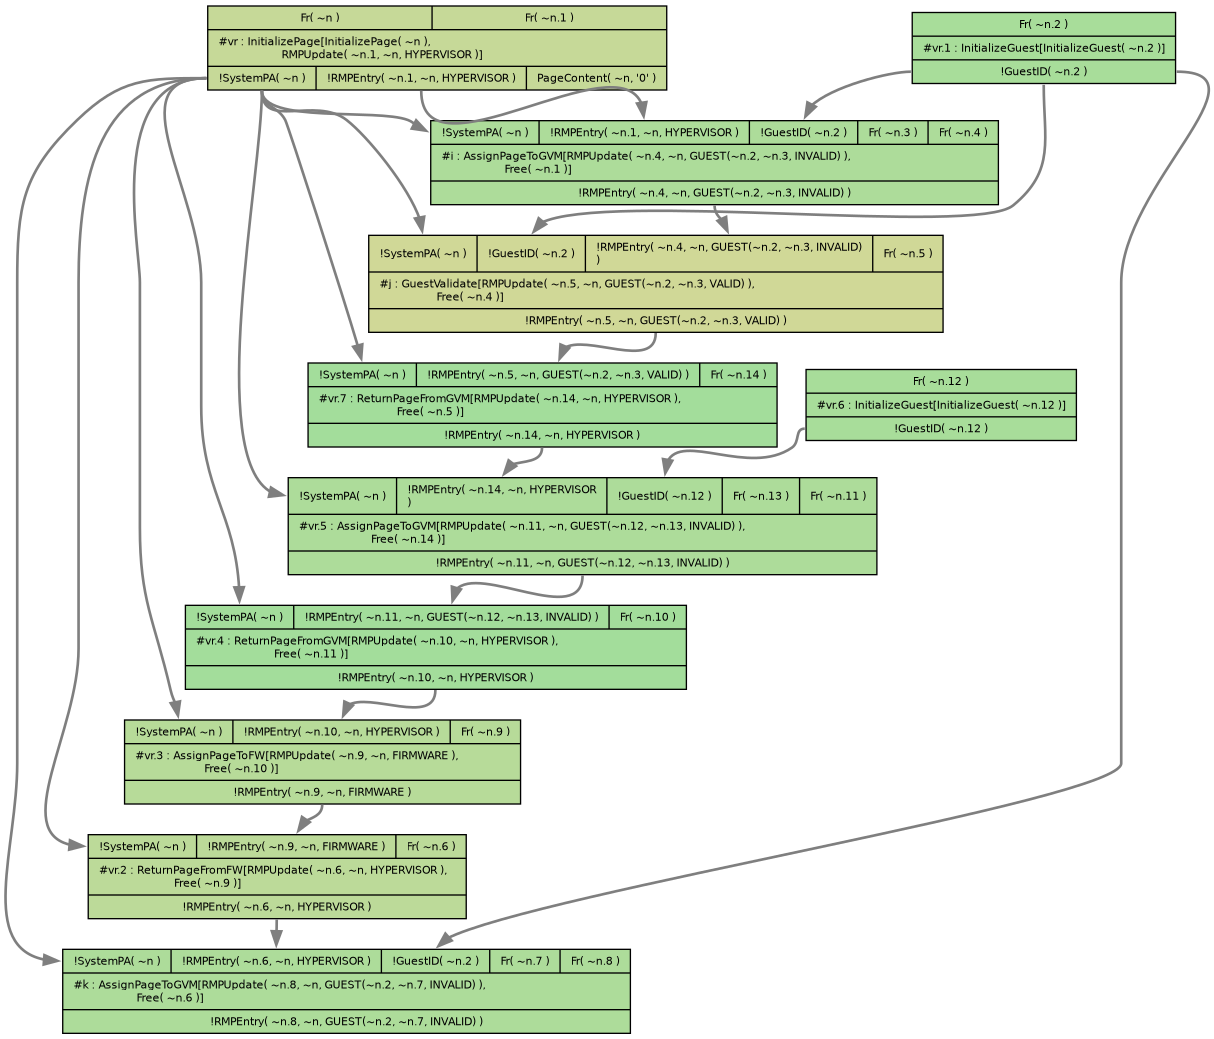 Fr( ~n ) Fr( ~n.1 )
#vr : InitializePage[InitializePage( ~n ),
RMPUpdate( ~n.1, ~n, HYPERVISOR )]
!SystemPA( ~n ) !RMPEntry( ~n.1, ~n, HYPERVISOR ) PageContent( ~n, '0' )
Fr( ~n.2 )
#vr.1 : InitializeGuest[InitializeGuest( ~n.2 )]
!GuestID( ~n.2 )
!SystemPA( ~n ) !RMPEntry( ~n.1, ~n, HYPERVISOR ) !GuestID( ~n.2 ) Fr( ~n.3 ) Fr( ~n.4 )
#i : AssignPageToGVM[RMPUpdate( ~n.4, ~n, GUEST(~n.2, ~n.3, INVALID) ),
Free( ~n.1 )]
!RMPEntry( ~n.4, ~n, GUEST(~n.2, ~n.3, INVALID) )
!SystemPA( ~n ) !GuestID( ~n.2 ) !RMPEntry( ~n.4, ~n, GUEST(~n.2, ~n.3, INVALID)
) Fr( ~n.5 )
#j : GuestValidate[RMPUpdate( ~n.5, ~n, GUEST(~n.2, ~n.3, VALID) ),
Free( ~n.4 )]
!RMPEntry( ~n.5, ~n, GUEST(~n.2, ~n.3, VALID) )
!SystemPA( ~n ) !RMPEntry( ~n.5, ~n, GUEST(~n.2, ~n.3, VALID) ) Fr( ~n.14 )
#vr.7 : ReturnPageFromGVM[RMPUpdate( ~n.14, ~n, HYPERVISOR ),
Free( ~n.5 )]
!RMPEntry( ~n.14, ~n, HYPERVISOR )
Fr( ~n.12 )
#vr.6 : InitializeGuest[InitializeGuest( ~n.12 )]
!GuestID( ~n.12 )
!SystemPA( ~n ) !RMPEntry( ~n.14, ~n, HYPERVISOR
) !GuestID( ~n.12 ) Fr( ~n.13 ) Fr( ~n.11 )
#vr.5 : AssignPageToGVM[RMPUpdate( ~n.11, ~n, GUEST(~n.12, ~n.13, INVALID) ),
Free( ~n.14 )]
!RMPEntry( ~n.11, ~n, GUEST(~n.12, ~n.13, INVALID) )
!SystemPA( ~n ) !RMPEntry( ~n.11, ~n, GUEST(~n.12, ~n.13, INVALID) ) Fr( ~n.10 )
#vr.4 : ReturnPageFromGVM[RMPUpdate( ~n.10, ~n, HYPERVISOR ),
Free( ~n.11 )]
!RMPEntry( ~n.10, ~n, HYPERVISOR )
!SystemPA( ~n ) !RMPEntry( ~n.10, ~n, HYPERVISOR ) Fr( ~n.9 )
#vr.3 : AssignPageToFW[RMPUpdate( ~n.9, ~n, FIRMWARE ),
Free( ~n.10 )]
!RMPEntry( ~n.9, ~n, FIRMWARE )
!SystemPA( ~n ) !RMPEntry( ~n.9, ~n, FIRMWARE ) Fr( ~n.6 )
#vr.2 : ReturnPageFromFW[RMPUpdate( ~n.6, ~n, HYPERVISOR ),
Free( ~n.9 )]
!RMPEntry( ~n.6, ~n, HYPERVISOR )
!SystemPA( ~n ) !RMPEntry( ~n.6, ~n, HYPERVISOR ) !GuestID( ~n.2 ) Fr( ~n.7 ) Fr( ~n.8 )
#k : AssignPageToGVM[RMPUpdate( ~n.8, ~n, GUEST(~n.2, ~n.7, INVALID) ),
Free( ~n.6 )]
!RMPEntry( ~n.8, ~n, GUEST(~n.2, ~n.7, INVALID) )